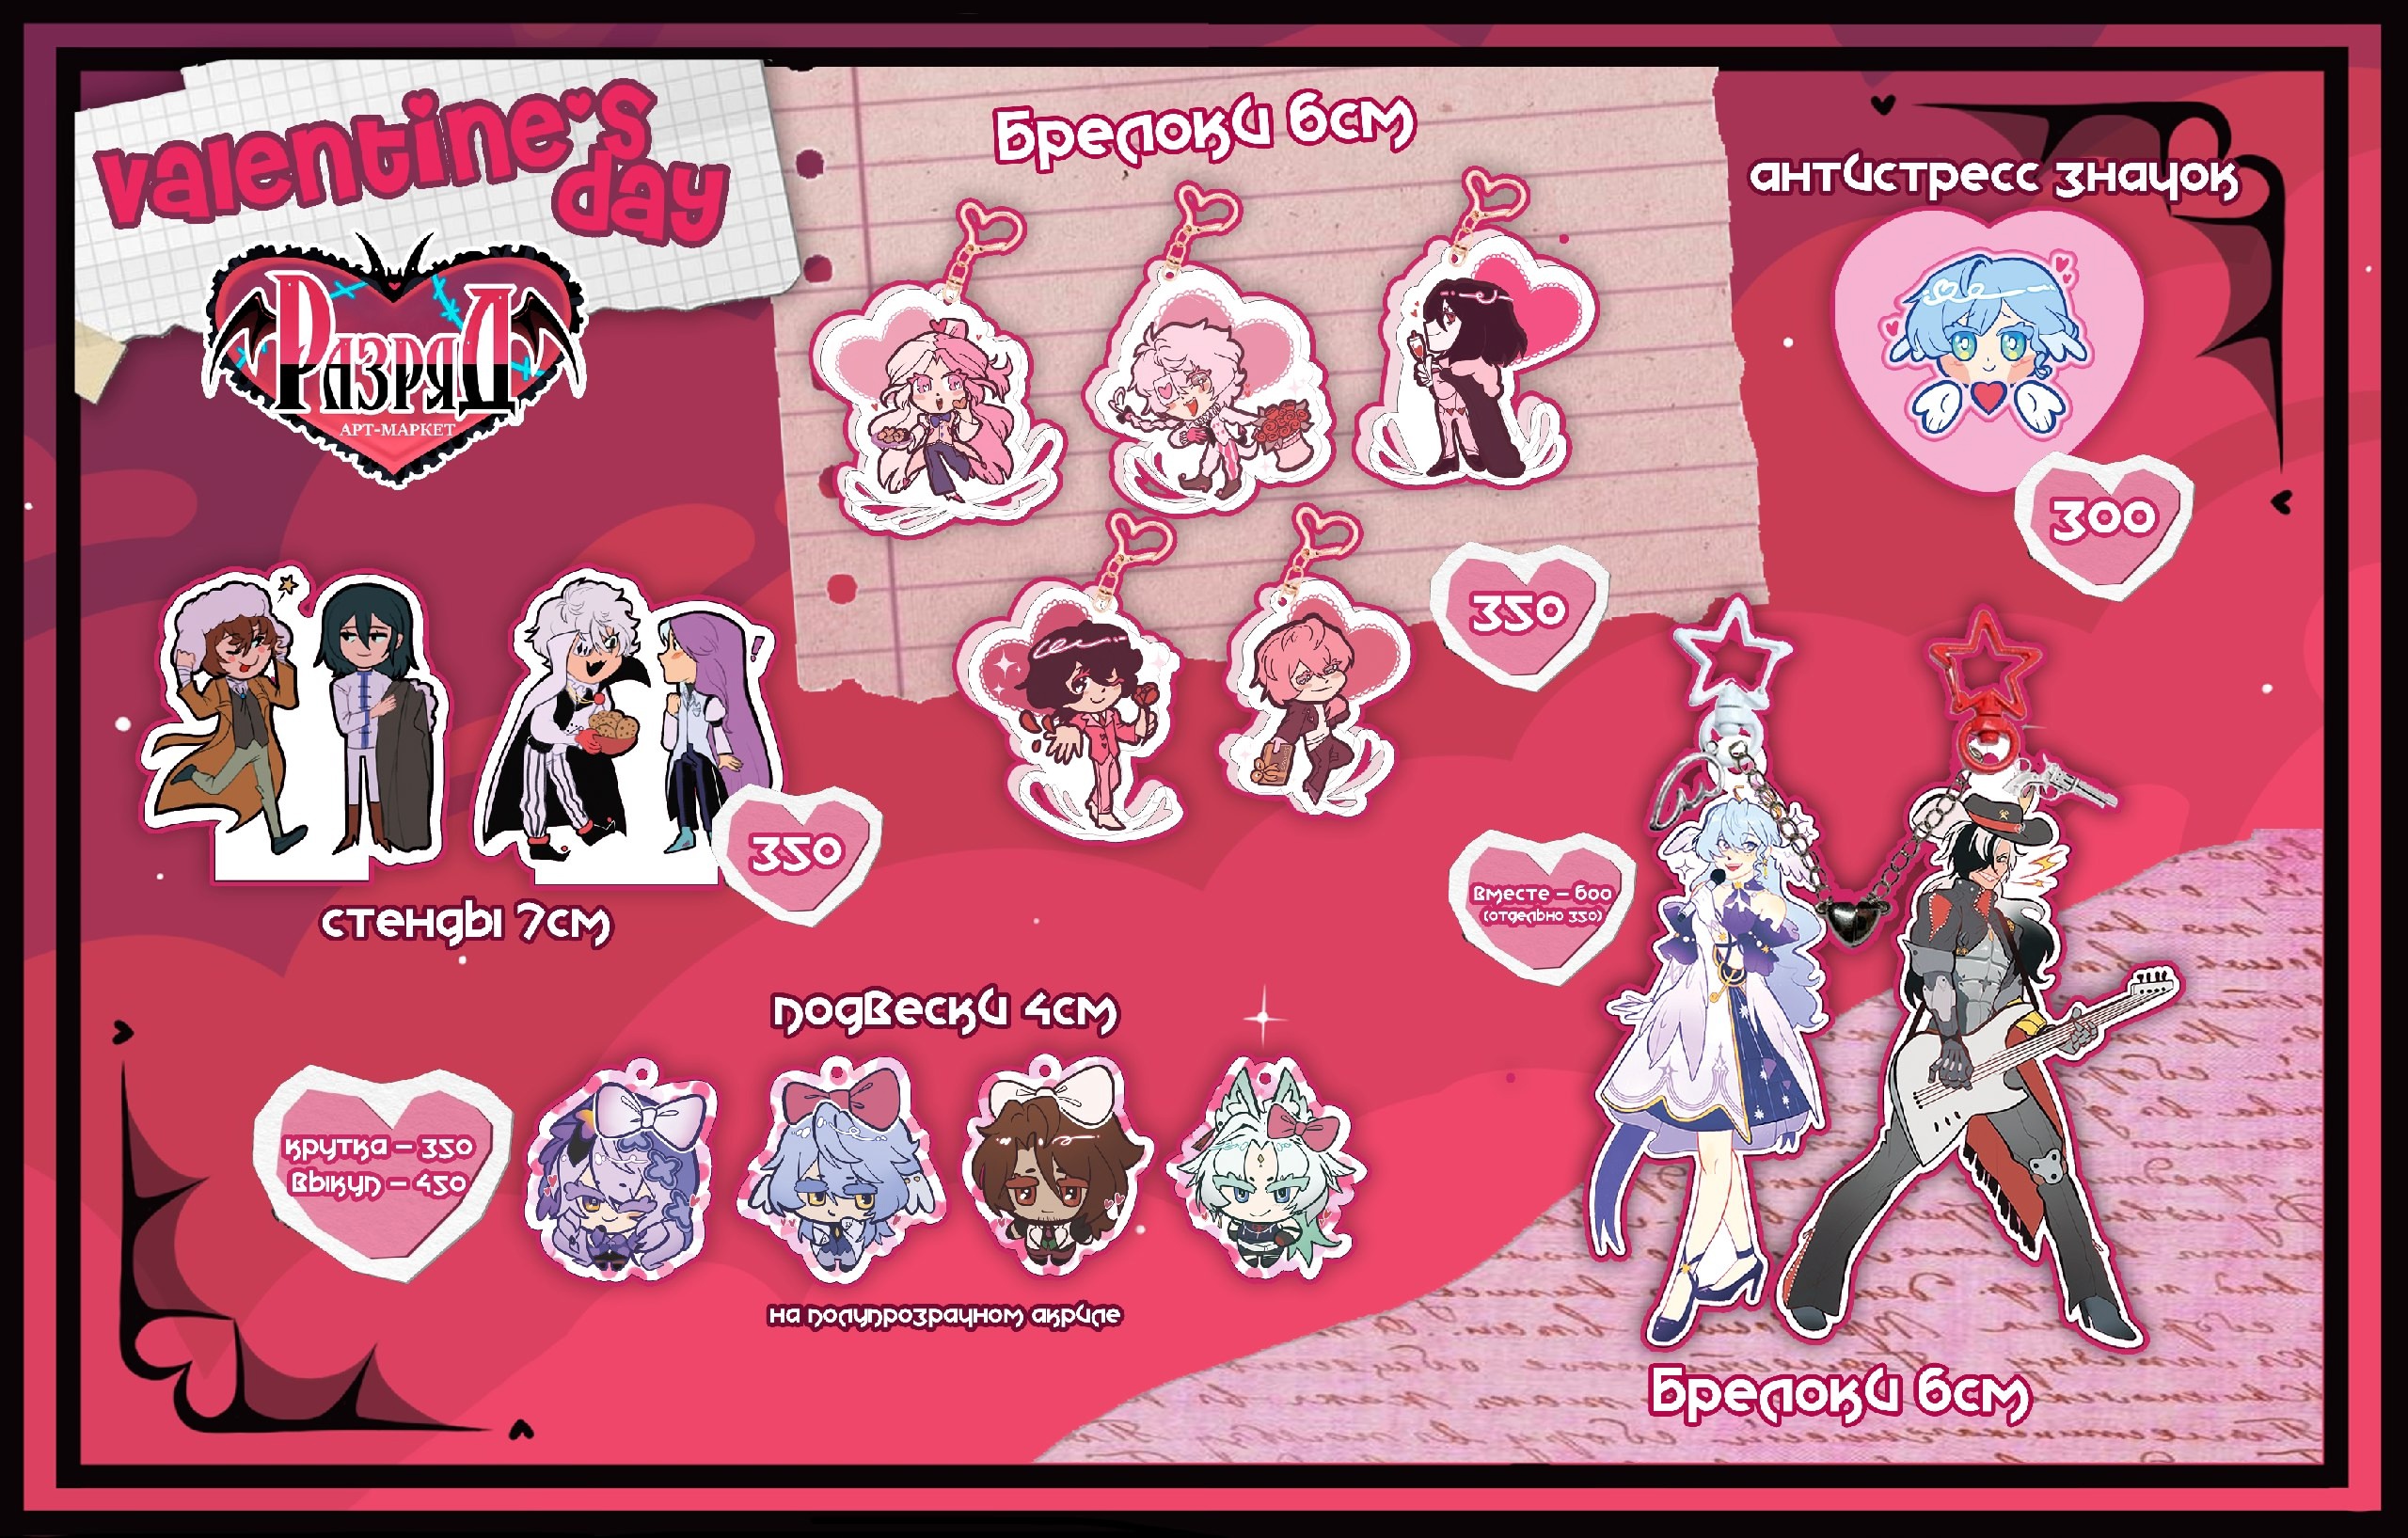 valentine's
day
Разряд
АРТ-МАРКЕТ
Брелоки 6см
антистресс значок
300
350
350
стенды 7см
Вместе – 600
(отдельно 350)
подвески 4см
крутка – 350
выкуп – 450
на полупрозрачном акриле
Брелоки 6см